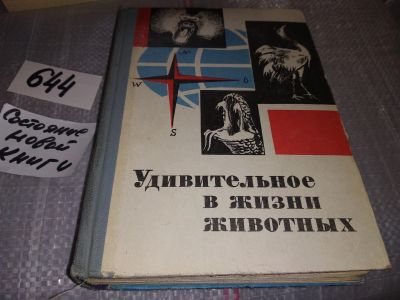 644
Состояние
новой
книги
N
W
б
S
Удивительное
в жизни
животных